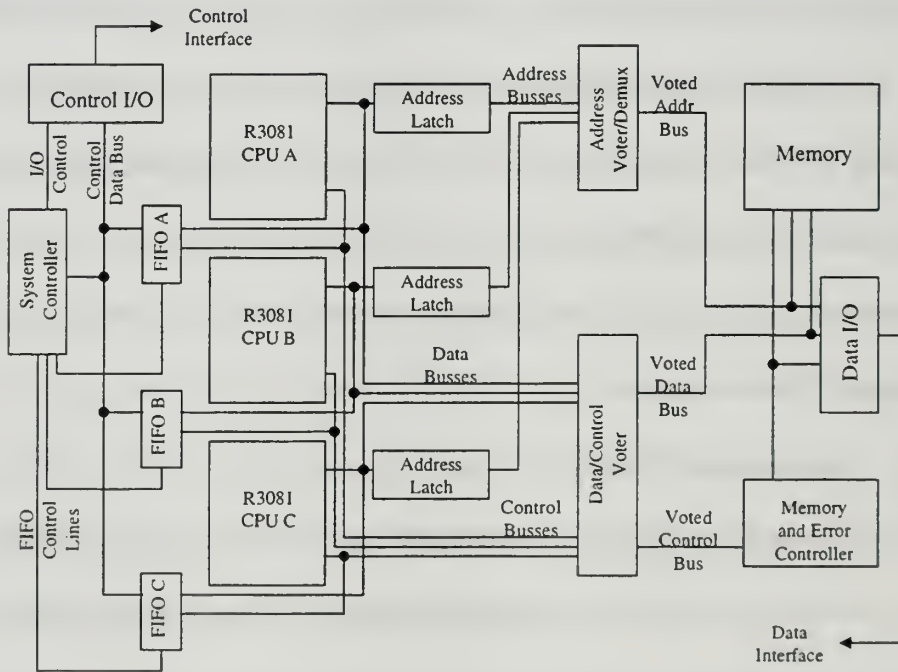 Control
Interface
Control I/O
I/O
Control
Control
Data Bus
System
Controller
FIFO A
FIFO B
FIFO C
FIFO
Control
Lines
R3081
CPU A
R3081
CPU B
R3081
CPU C
Address
Latch
Address
Latch
Address
Latch
Address
Busses
Data
Busses
Control
Busses
Address
Voter/Demux
Data/Control
Voter
Voted
Addr
Bus
Voted
Data
Bus
Voted
Control
Bus
Memory
Data I/O
Memory
and Error
Controller
Data
Interface